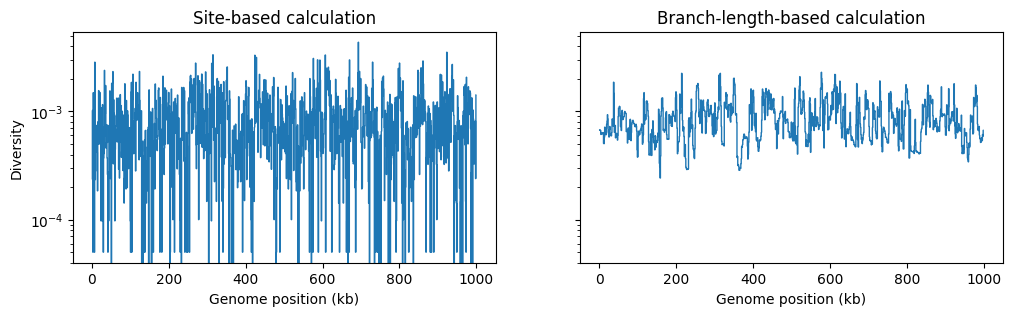 Site-based calculation
Diversity
10⁻³
10⁻⁴
0 200 400 600 800 1000
Genome position (kb)
Branch-length-based calculation
0 200 400 600 800 1000
Genome position (kb)